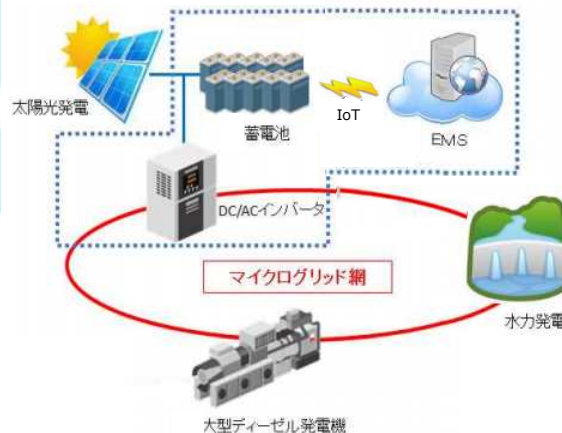 太陽光発電
蓄電池
IoT
EMS
DC/ACインバータ
マイクログリッド網
水力発電
大型ディーゼル発電機